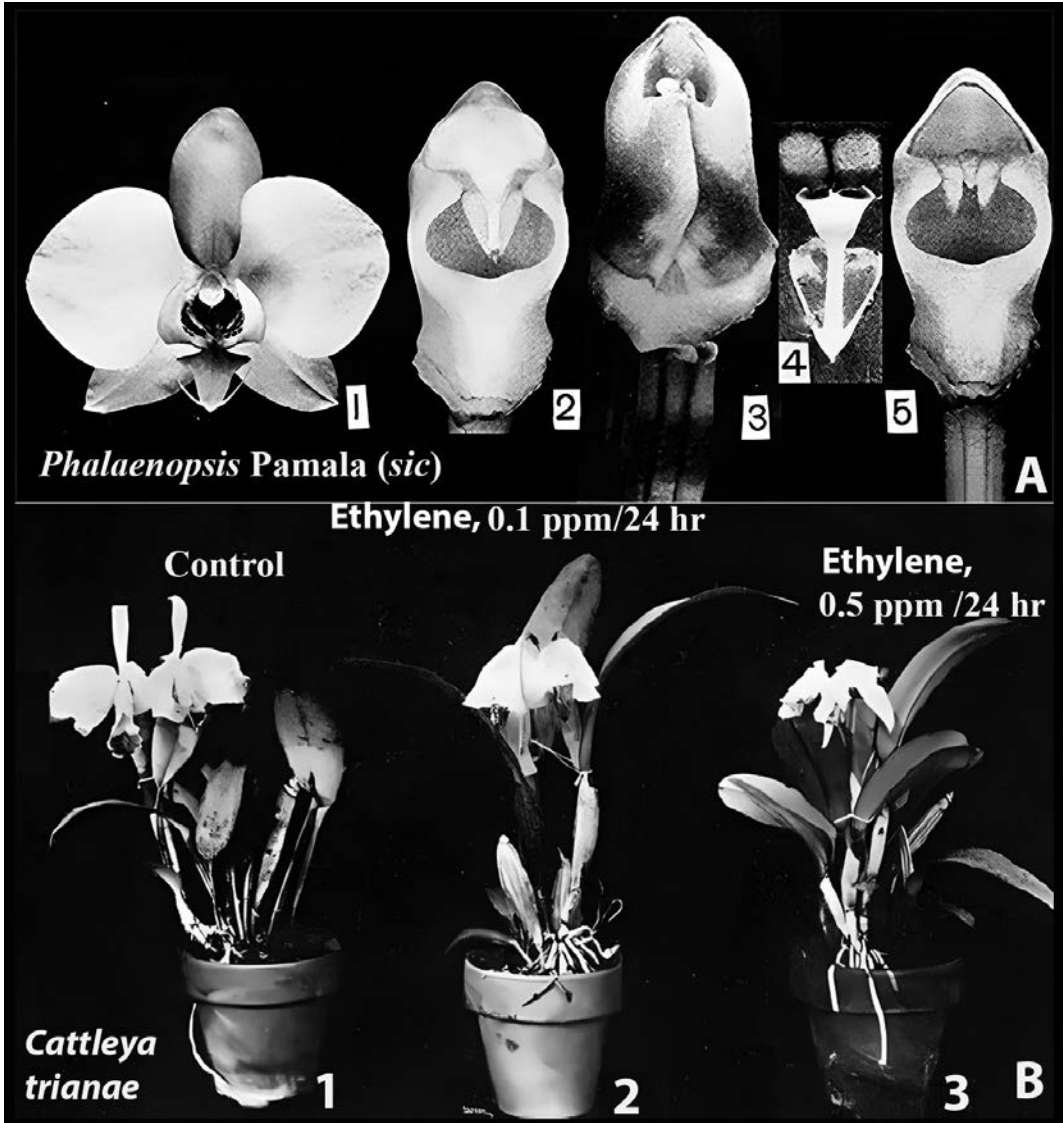 1
2
3
4
5
Phalaenopsis Pamala (sic)
A
Ethylene, 0.1 ppm/24 hr
Control
Ethylene,
0.5 ppm /24 hr
Cattleya
trianae
1
2
3
B